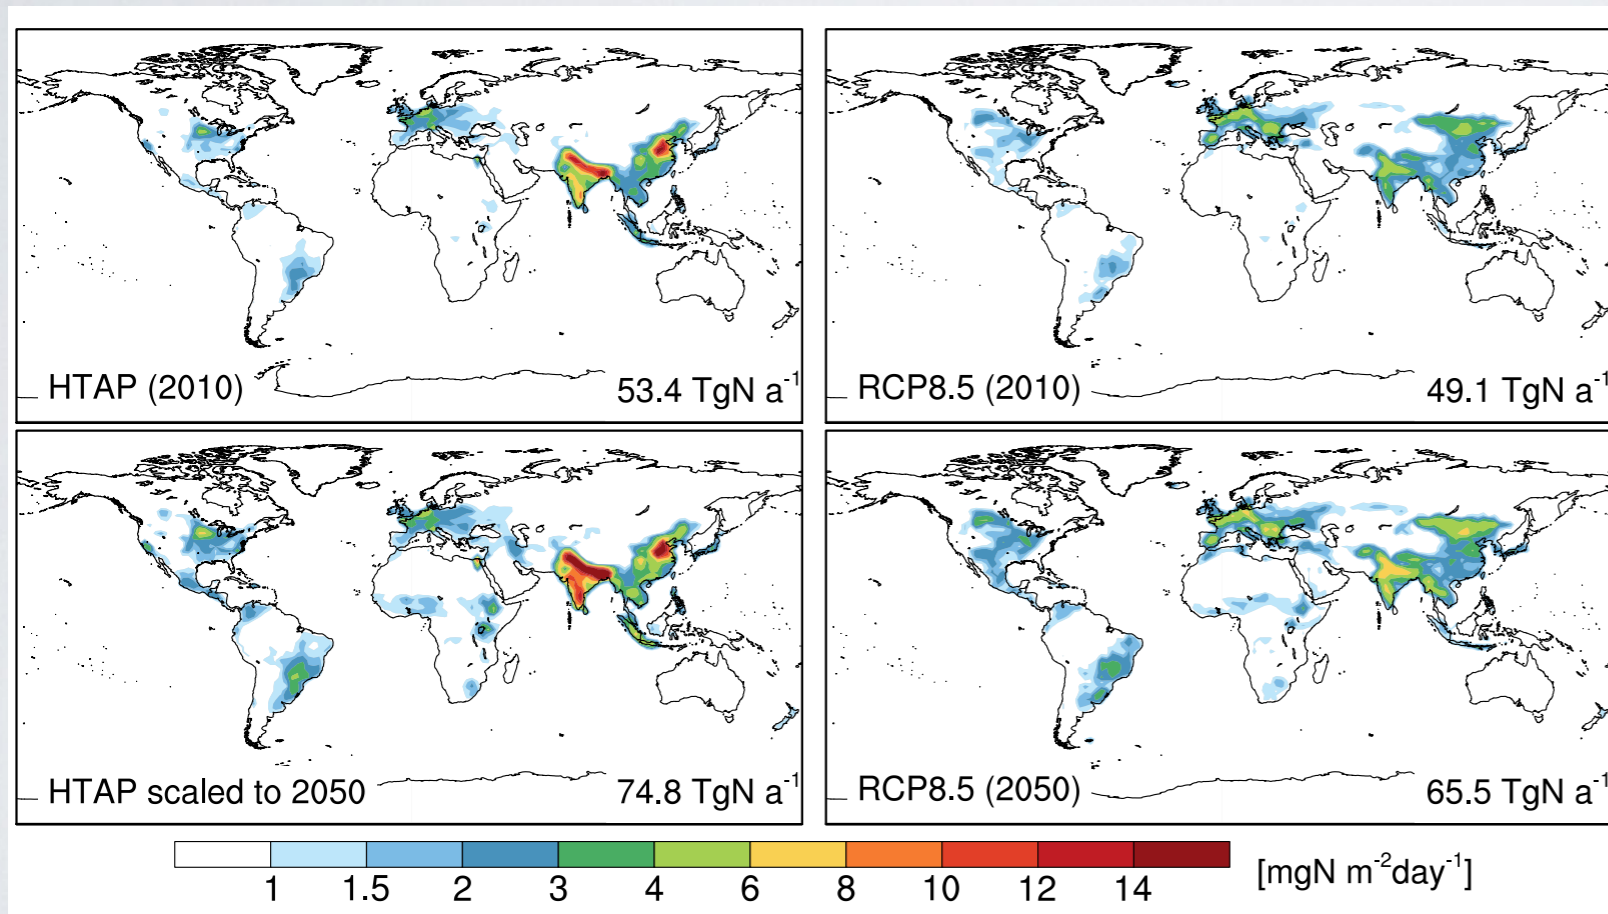 HTAP (2010) 53.4 TgN a⁻¹
RCP8.5 (2010) 49.1 TgN a⁻¹
HTAP scaled to 2050 74.8 TgN a⁻¹
RCP8.5 (2050) 65.5 TgN a⁻¹
1 1.5 2 3 4 6 8 10 12 14 [mgN m⁻²day⁻¹]